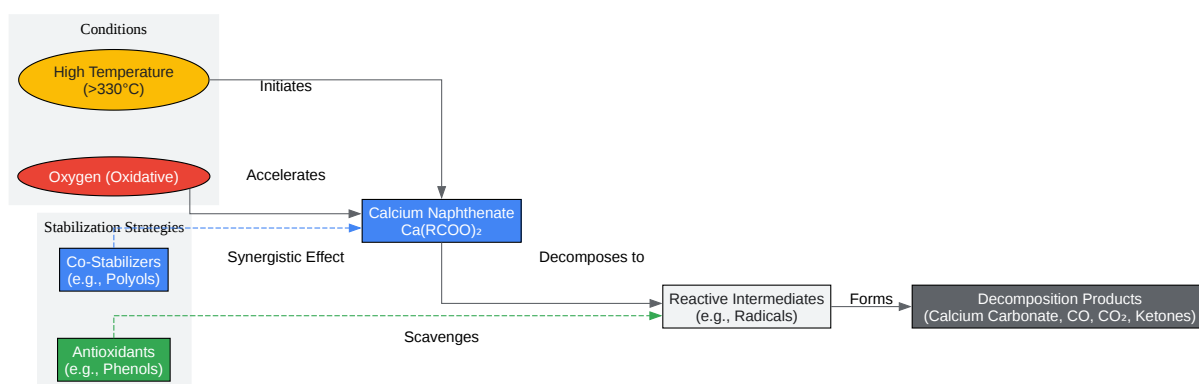 Conditions
High Temperature
(>330°C)
Initiates
Oxygen (Oxidative)
Accelerates
Calcium Naphthenate
Ca(RCOO)₂
Stabilization Strategies
Co-Stabilizers
(e.g., Polyols)
Synergistic Effect
Decomposes to
Reactive Intermediates
(e.g., Radicals)
Forms
Decomposition Products
(Calcium Carbonate, CO, CO₂, Ketones)
Scavenges
Antioxidants
(e.g., Phenols)